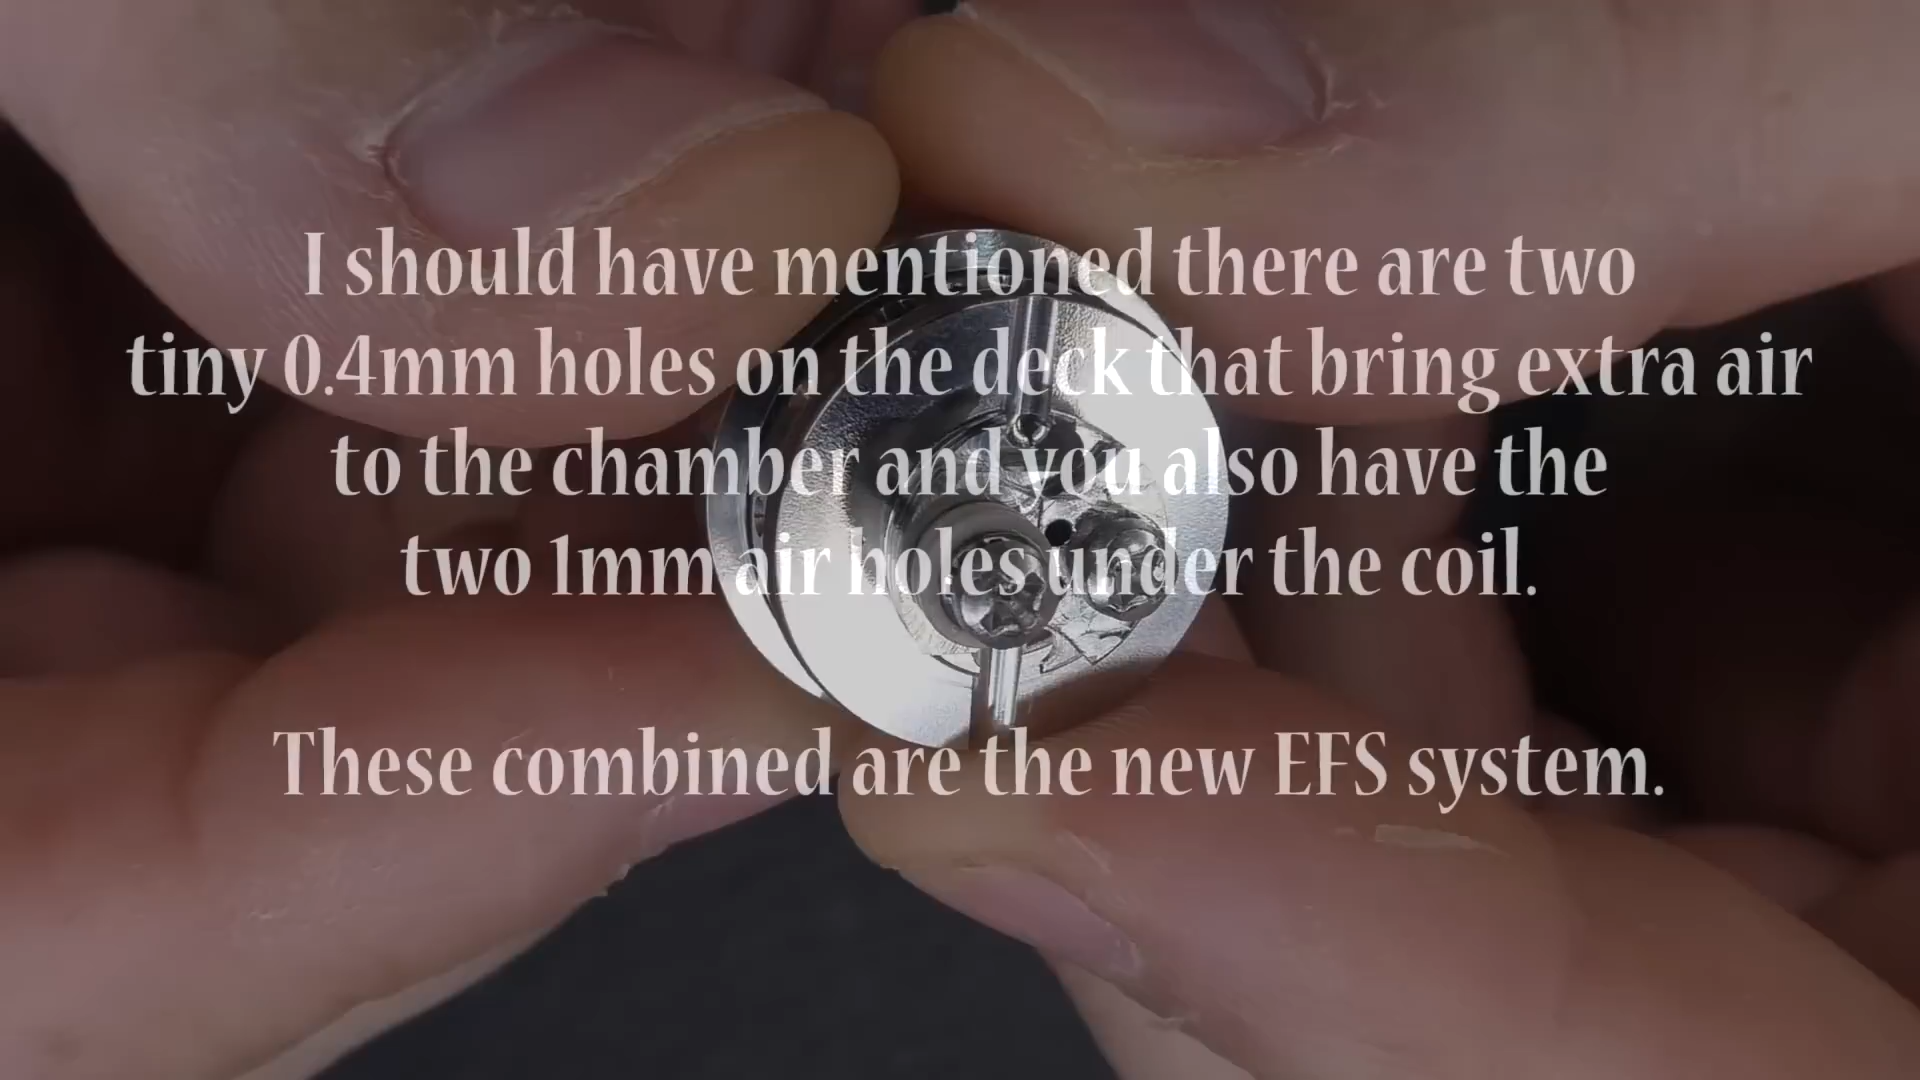 I should have mentioned there are two
tiny 0.4mm holes on the deck that bring extra air
to the chamber and you also have the
two 1mm air holes under the coil.
These combined are the new EFS system.